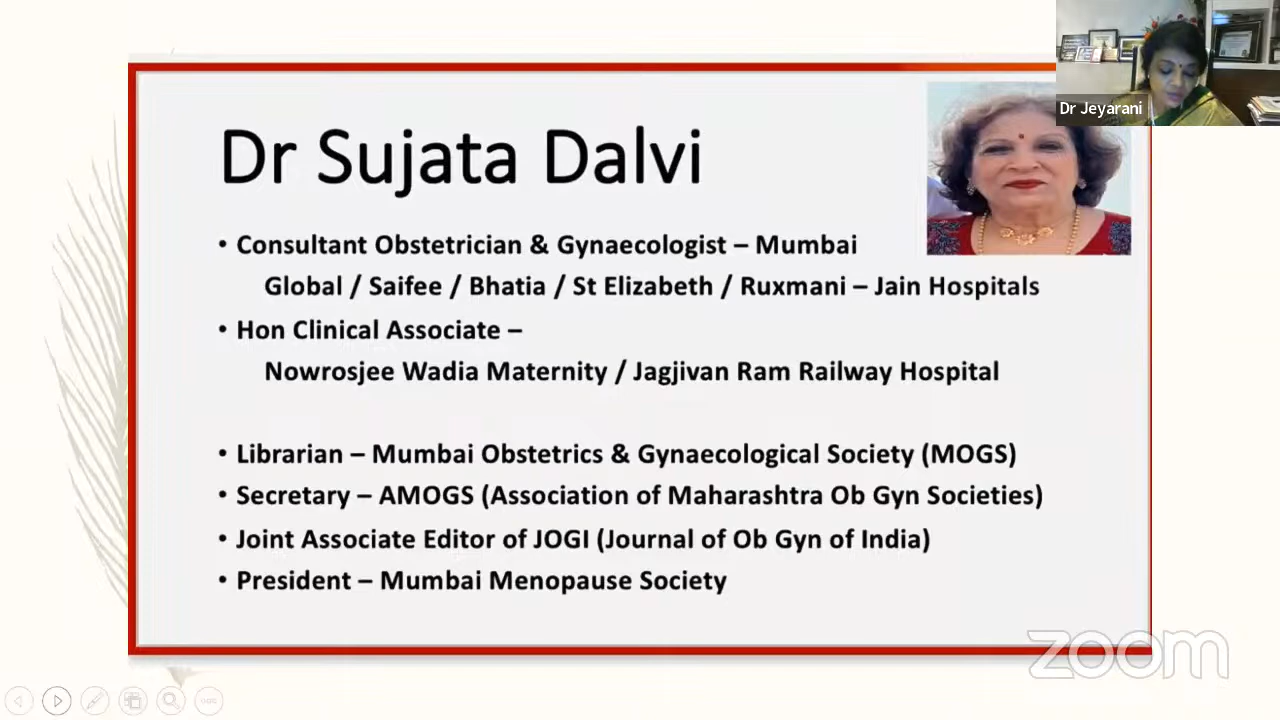 Dr Jeyarani
Dr Sujata Dalvi
• Consultant Obstetrician & Gynaecologist – Mumbai
Global / Saifee / Bhatia / St Elizabeth / Ruxmani – Jain Hospitals
• Hon Clinical Associate –
Nowrosjee Wadia Maternity / Jagjivan Ram Railway Hospital
• Librarian – Mumbai Obstetrics & Gynaecological Society (MOGS)
• Secretary – AMOGS (Association of Maharashtra Ob Gyn Societies)
• Joint Associate Editor of JOGI (Journal of Ob Gyn of India)
• President – Mumbai Menopause Society
zoom